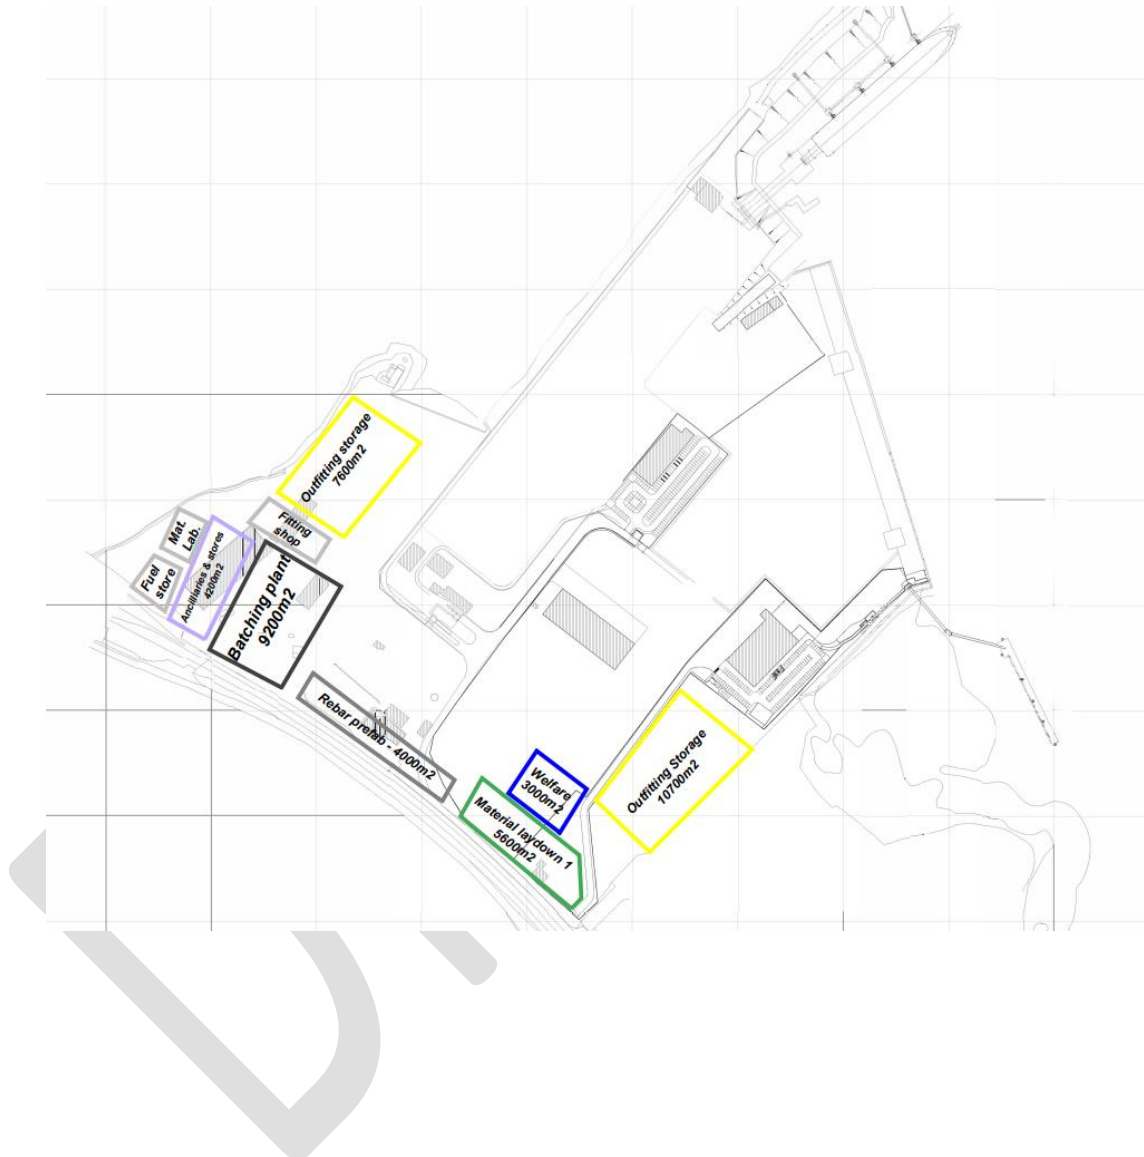 Outfitting storage
7600m2
Fitting
shop
Mat.
Lab.
Fuel
store
Ancilliaries & stores
4200m2
Batching plant
9200m2
Rebar prefab - 4000m2
Welfare
3000m2
Material laydown 1
5600m2
Outfitting Storage
10700m2